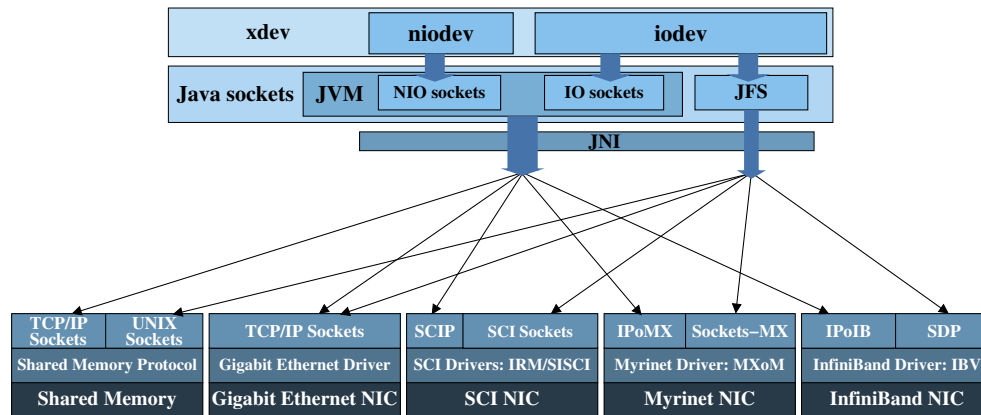 xdev
niodev
iodev
Java sockets
JVM
NIO sockets
IO sockets
JFS
JNI
TCP/IP
Sockets
UNIX
Sockets
TCP/IP Sockets
SCIP
SCI Sockets
IPoMX
Sockets−MX
IPoIB
SDP
Shared Memory Protocol
Gigabit Ethernet Driver
SCI Drivers: IRM/SISCI
Myrinet Driver: MXoM
InfiniBand Driver: IBV
Shared Memory
Gigabit Ethernet NIC
SCI NIC
Myrinet NIC
InfiniBand NIC